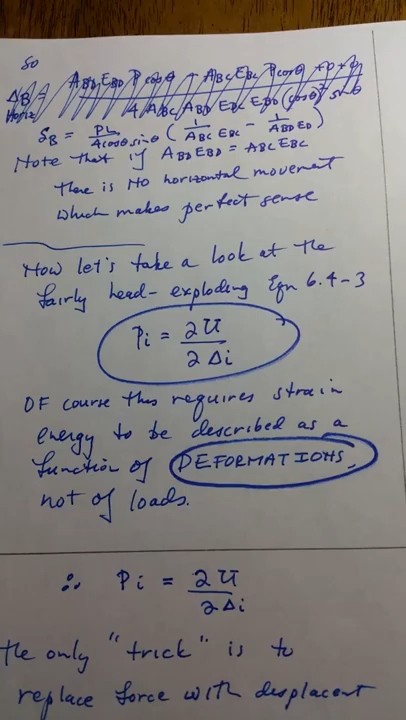 So
δB = PL / 4cosθ sinθ ( 1 / ABC EBC - 1 / ABD ED )
Note that if ABD EBD = ABC EBC
there is no horizontal movement
which makes perfect sense
Now let's take a look at the
fairly head-exploding Eqn 6.4-3
Pi = ∂U / ∂Δi
OF course this requires strain
energy to be described as a
function of DEFORMATIONS,
not of loads.
∴ Pi = ∂U / ∂Δi
the only "trick" is to
replace force with displacent